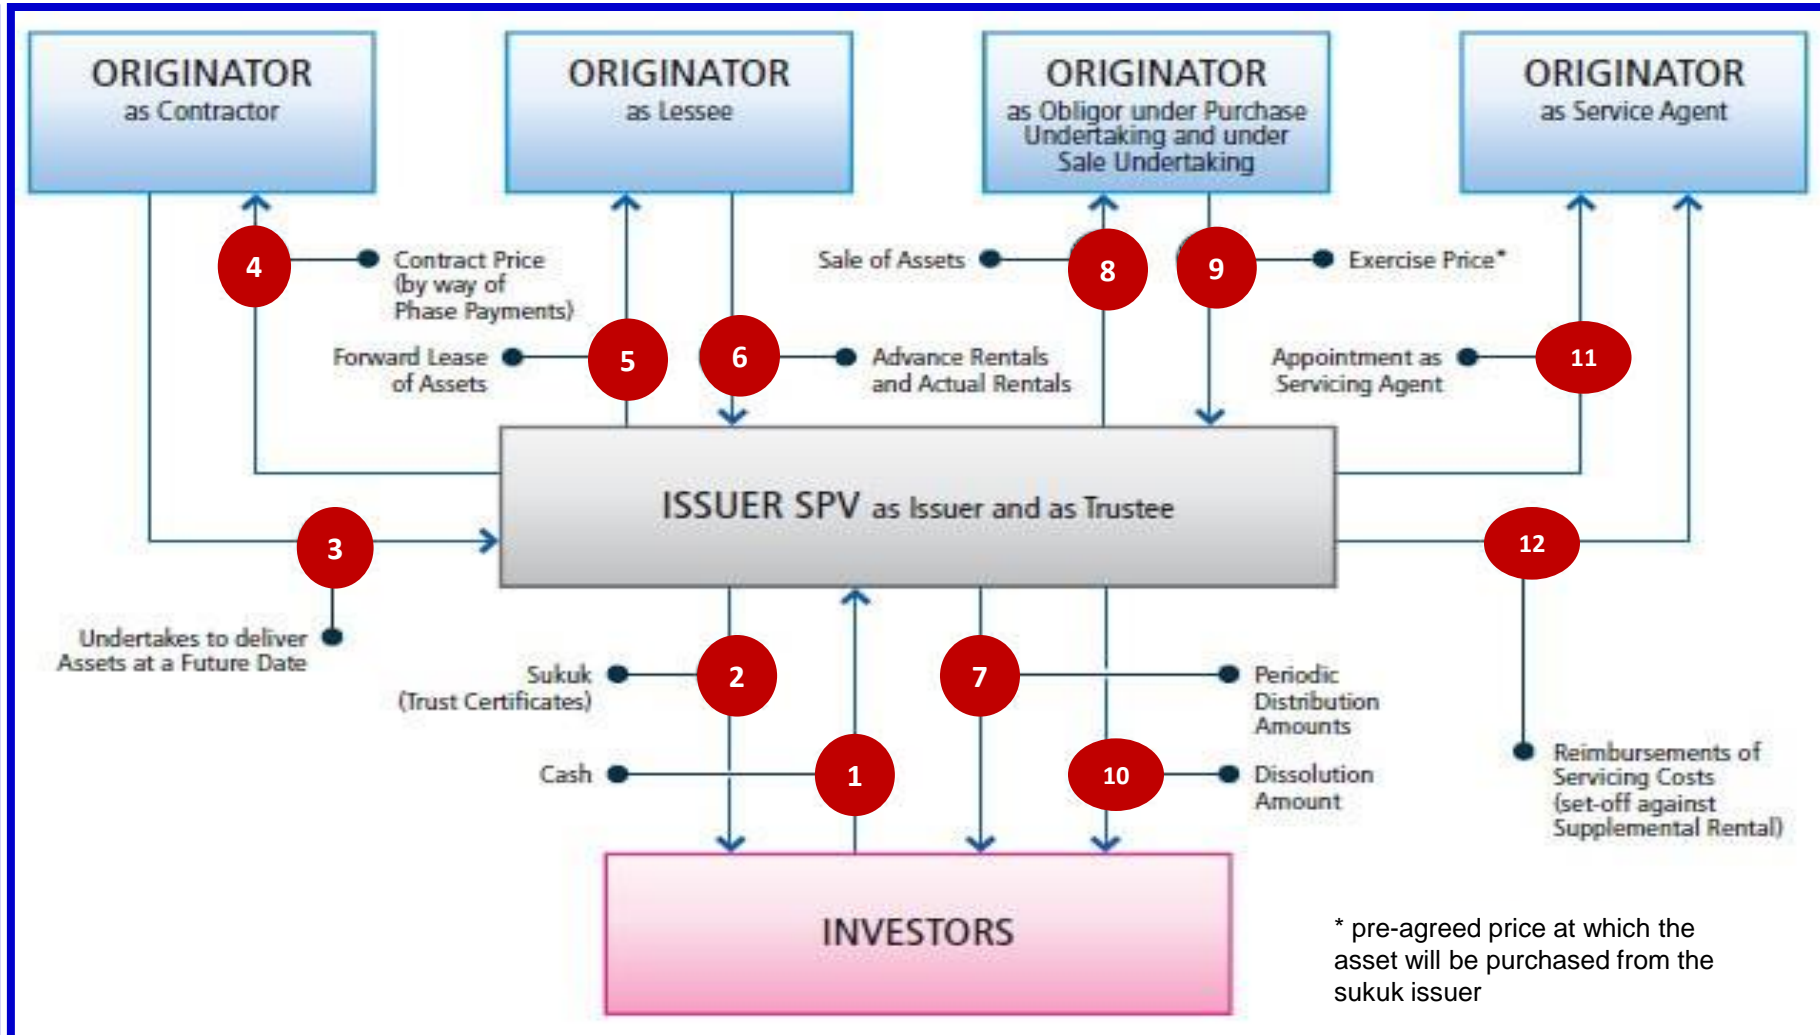 ORIGINATOR
as Contractor
ORIGINATOR
as Lessee
ORIGINATOR
as Obligor under Purchase
Undertaking and under
Sale Undertaking
ORIGINATOR
as Service Agent
4
Contract Price
(by way of
Phase Payments)
Forward Lease
of Assets
5
6
Advance Rentals
and Actual Rentals
Sale of Assets
8
9
Exercise Price*
Appointment as
Servicing Agent
11
ISSUER SPV as Issuer and as Trustee
3
Undertakes to deliver
Assets at a Future Date
12
Reimbursements of
Servicing Costs
(set-off against
Supplemental Rental)
Sukuk
(Trust Certificates)
2
7
Periodic
Distribution
Amounts
Cash
1
10
Dissolution
Amount
INVESTORS
* pre-agreed price at which the
asset will be purchased from the
sukuk issuer